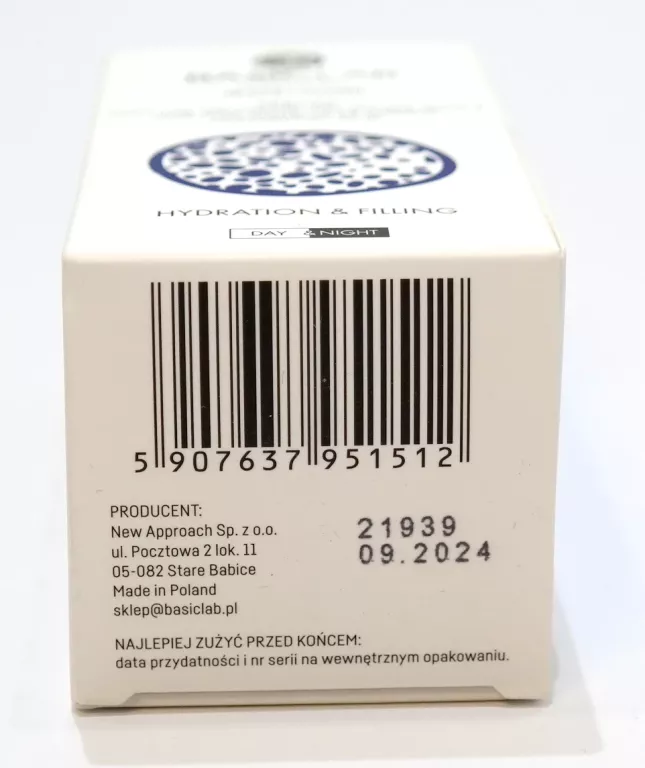 HYDRATION & FILLING
DAY & NIGHT
5 907637 951512
PRODUCENT:
New Approach Sp. z o.o.
ul. Pocztowa 2 lok. 11
05-082 Stare Babice
Made in Poland
sklep@basiclab.pl
21939
09.2024
NAJLEPIEJ ZUŻYĆ PRZED KOŃCEM:
data przydatności i nr serii na wewnętrznym opakowaniu.